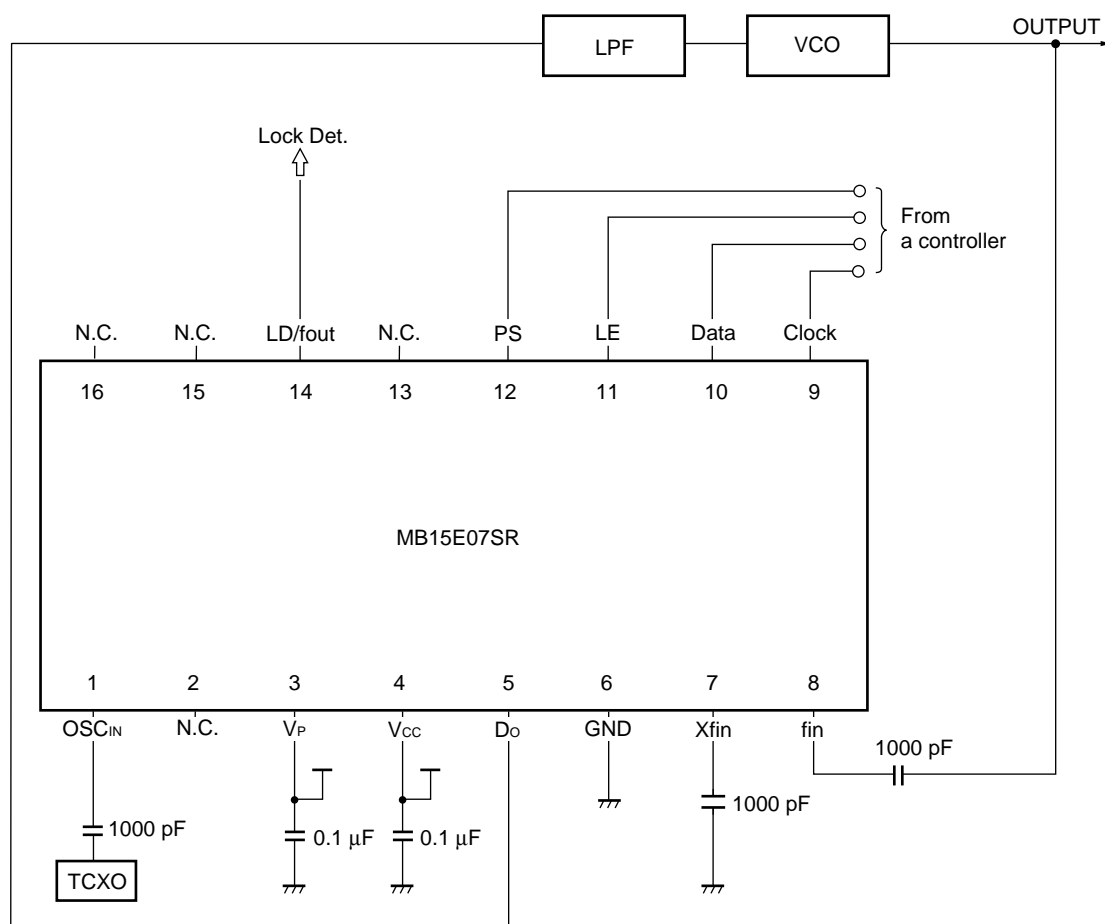 OUTPUT
LPF
VCO
Lock Det.
From
a controller
N.C.
N.C.
LD/fout
N.C.
PS
LE
Data
Clock
16
15
14
13
12
11
10
9
MB15E07SR
1
2
3
4
5
6
7
8
OSCIN
N.C.
VP
VCC
DO
GND
Xfin
fin
1000 pF
1000 pF
1000 pF
0.1 μF
0.1 μF
TCXO